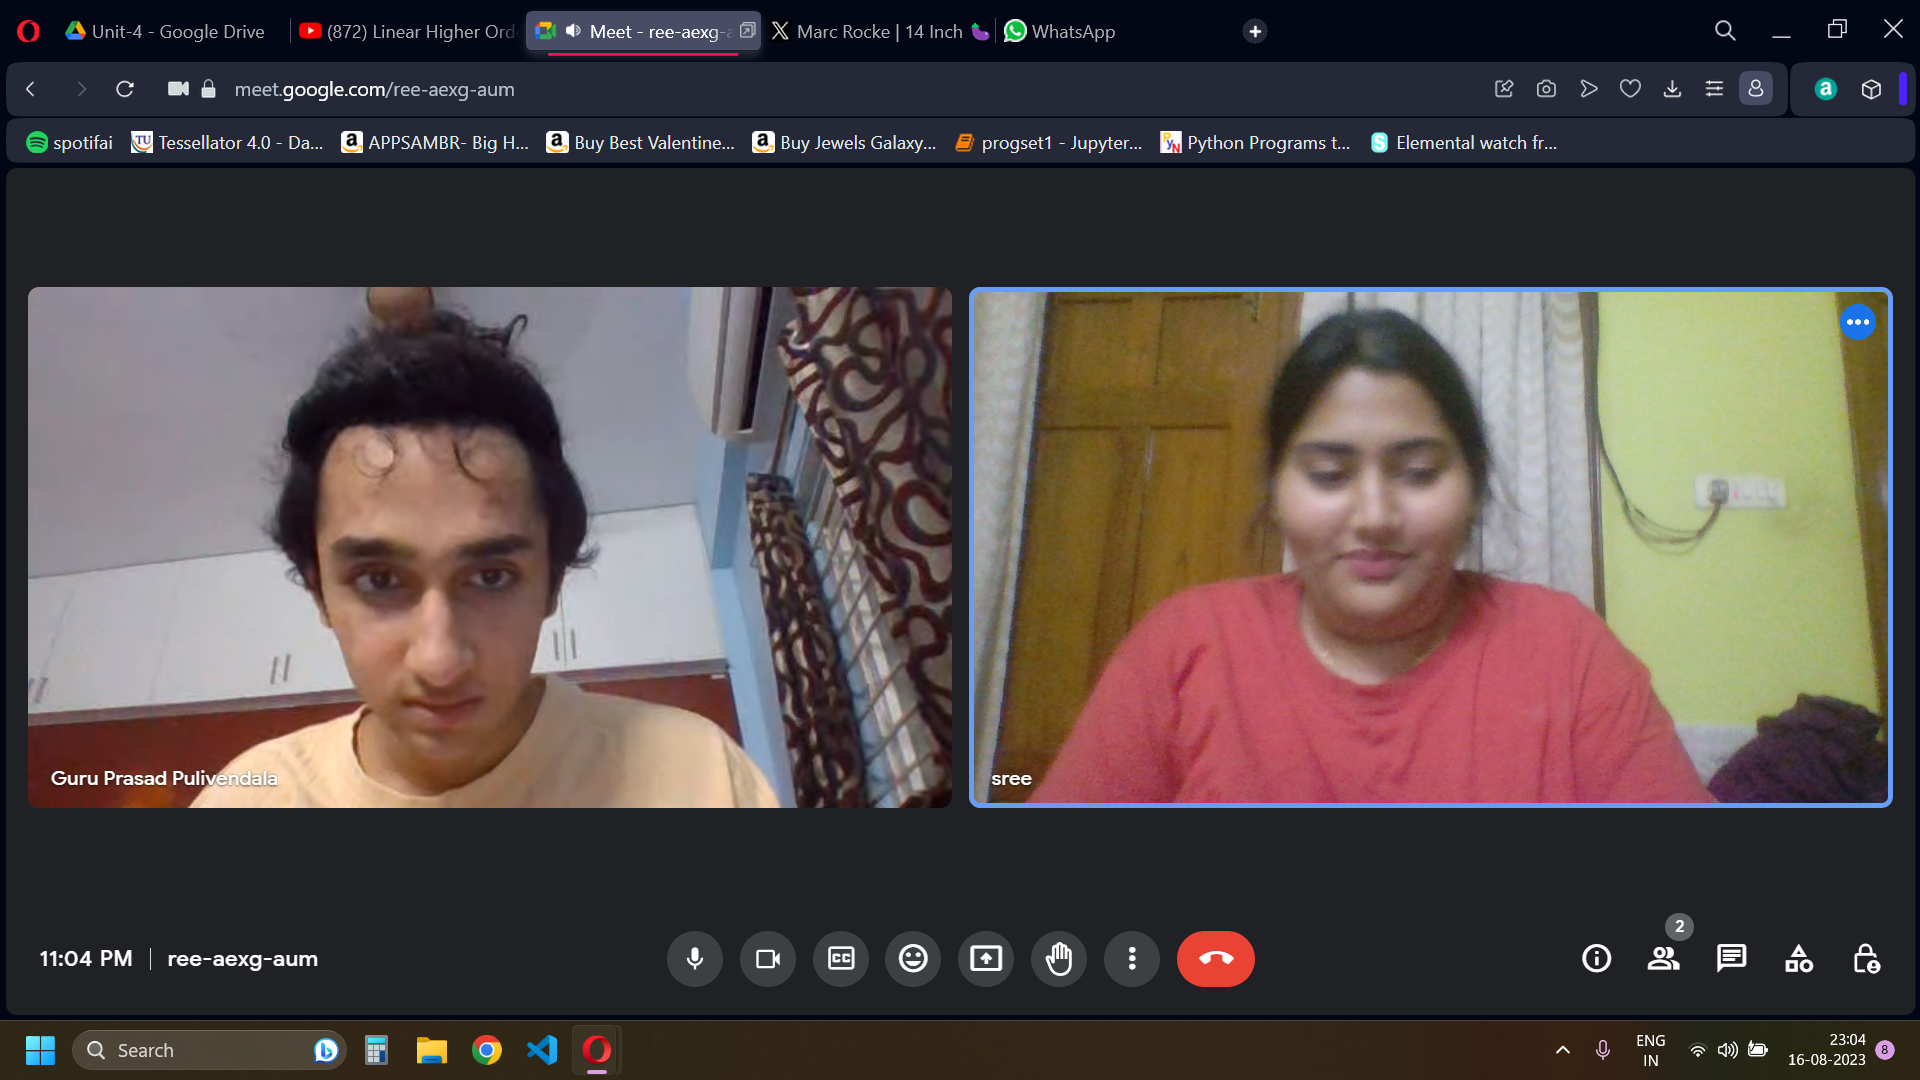 Unit-4 - Google Drive
(872) Linear Higher Ord
Meet - ree-aexg-a
Marc Rocke | 14 Inch 🍆
WhatsApp
meet.google.com/ree-aexg-aum
spotifai
TU
Tessellator 4.0 - Da...
APPSAMBR- Big H...
Buy Best Valentine...
Buy Jewels Galaxy...
progset1 - Jupyter...
Python Programs t...
Elemental watch fr...
Guru Prasad Pulivendala
sree
2
11:04 PM
ree-aexg-aum
CC
Search
ENG
IN
23:04
16-08-2023
8